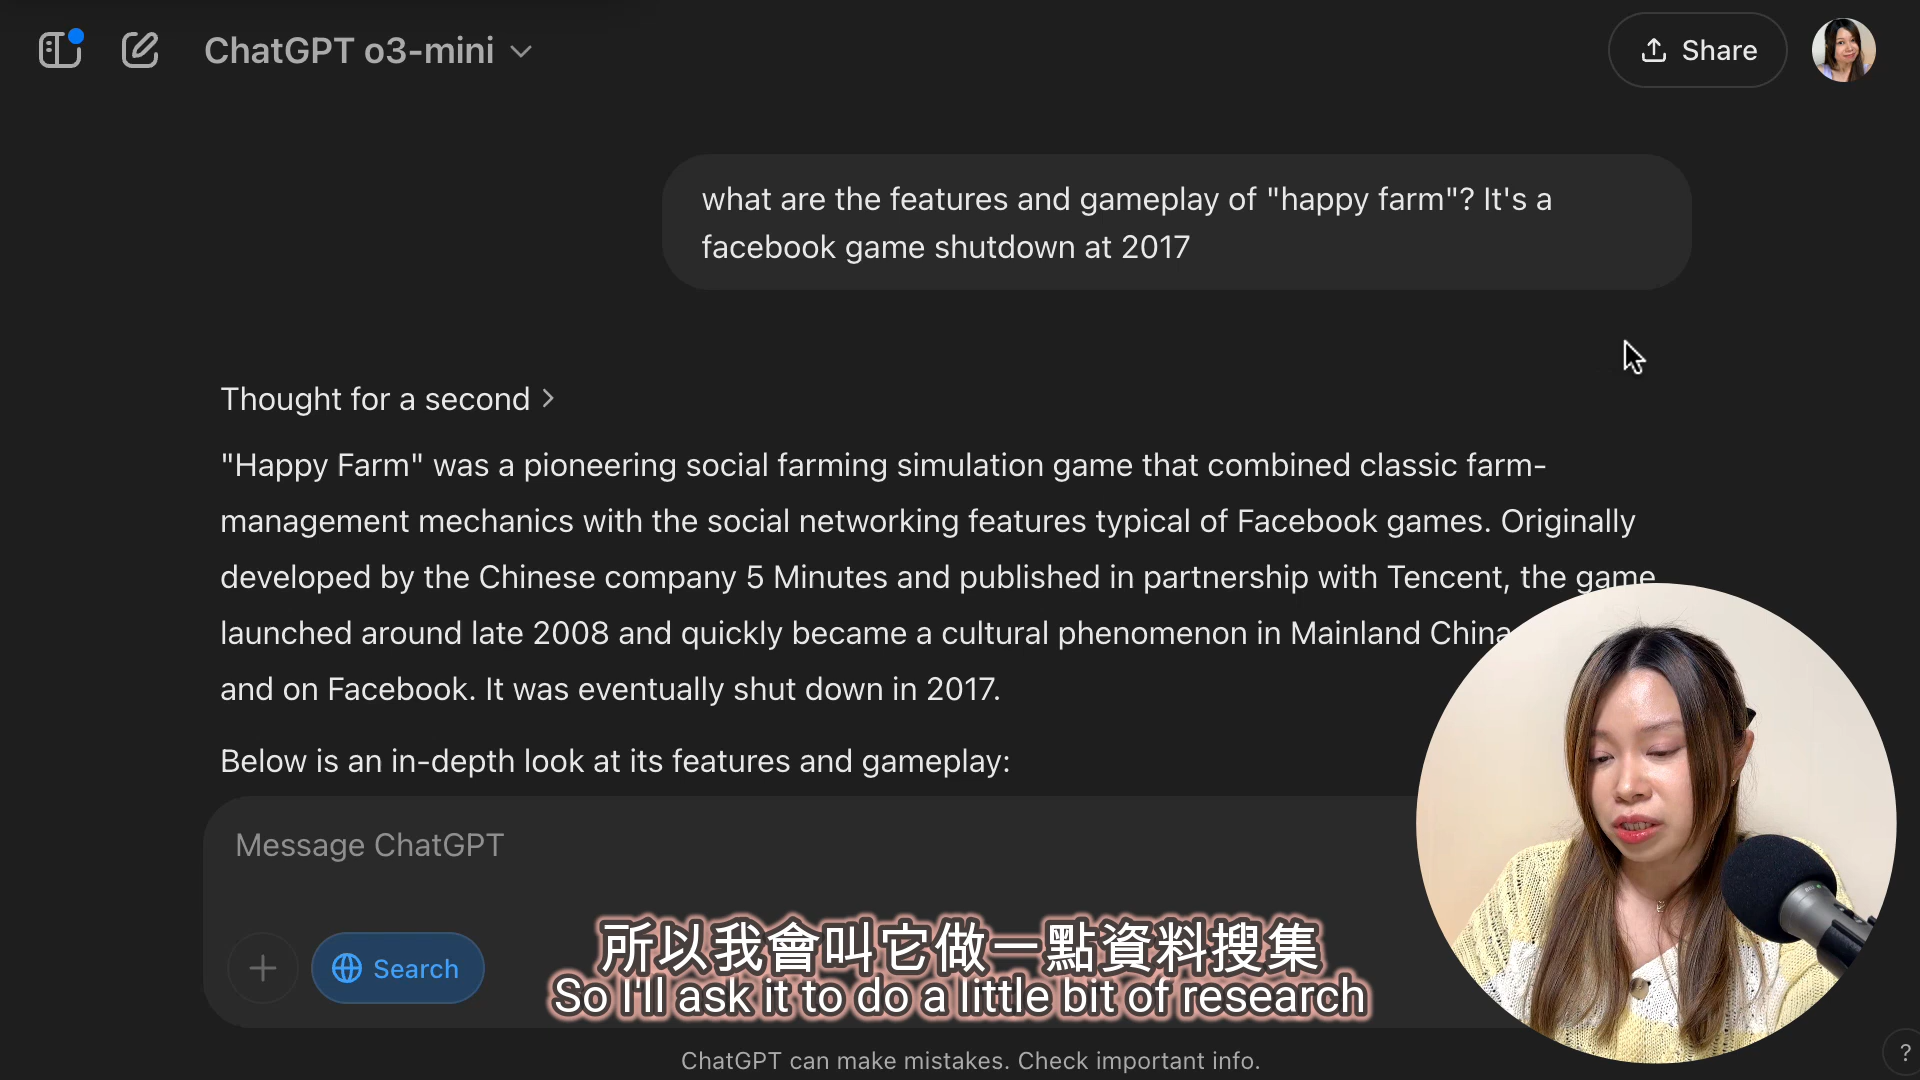 ChatGPT o3-mini
Share
what are the features and gameplay of "happy farm"? It's a
facebook game shutdown at 2017
Thought for a second
"Happy Farm" was a pioneering social farming simulation game that combined classic farm-
management mechanics with the social networking features typical of Facebook games. Originally
developed by the Chinese company 5 Minutes and published in partnership with Tencent, the game
launched around late 2008 and quickly became a cultural phenomenon in Mainland China
and on Facebook. It was eventually shut down in 2017.
Below is an in-depth look at its features and gameplay:
Message ChatGPT
Search
所以我會叫它做一點資料搜集
So I'll ask it to do a little bit of research
ChatGPT can make mistakes. Check important info.
?